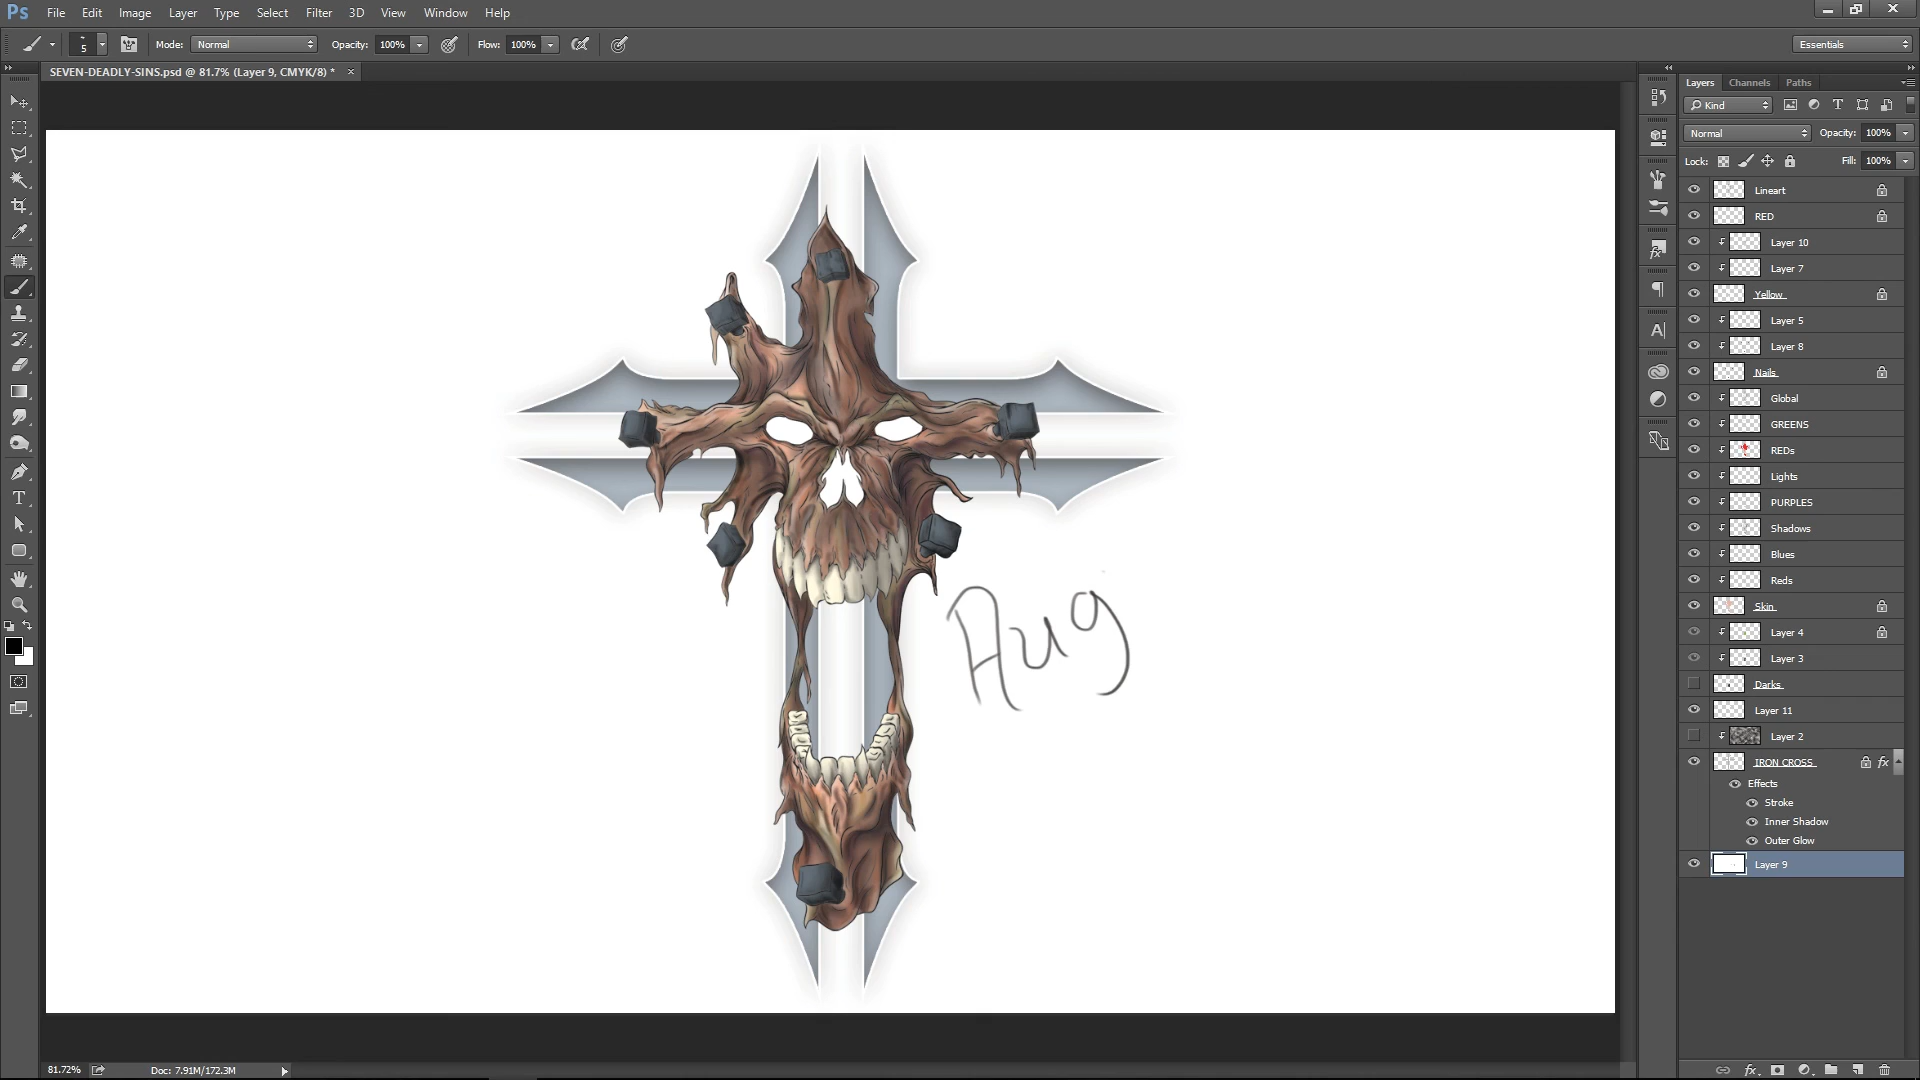 Ps File Edit Image Layer Type Select Filter 3D View Window Help
5 Mode: Normal Opacity: 100% Flow: 100% Essentials
SEVEN-DEADLY-SINS.psd @ 81.7% (Layer 9, CMYK/8) * ×
Layers Channels Paths
Kind
Normal Opacity: 100%
Lock: Fill: 100%
Lineart
RED
Layer 10
Layer 7
Yellow
Layer 5
Layer 8
Nails
Global
GREENS
REDs
Lights
PURPLES
Shadows
Blues
Reds
Skin
Layer 4
Layer 3
Darks
Layer 11
Layer 2
IRON CROSS fx
Effects
Stroke
Inner Shadow
Outer Glow
Layer 9
Aug
81.72% Doc: 7.91M/172.3M
fx